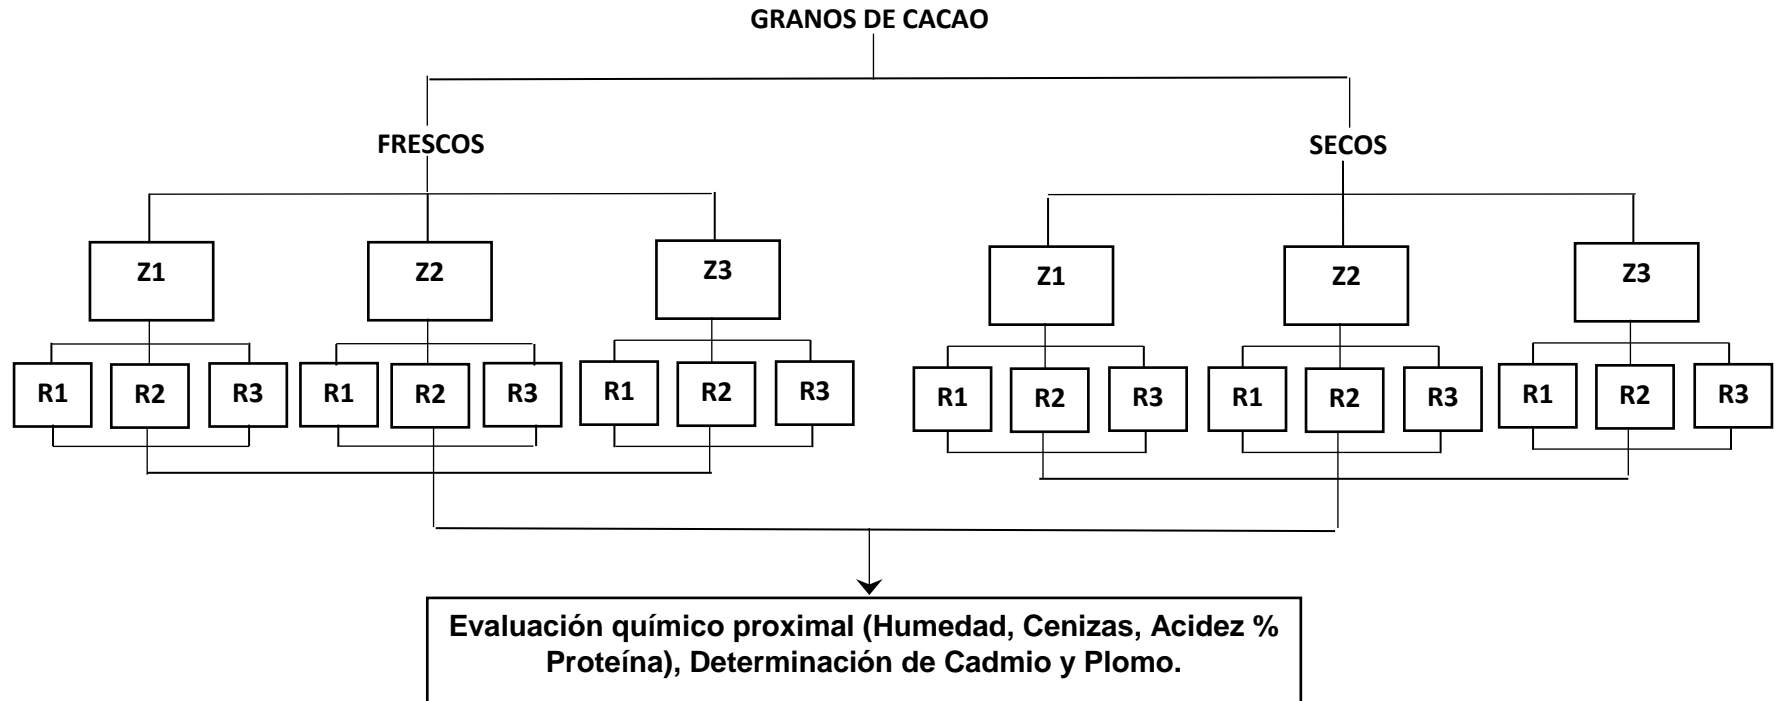 GRANOS DE CACAO
FRESCOS
SECOS
Z1
Z2
Z3
Z1
Z2
Z3
R1
R2
R3
R1
R2
R3
R1
R2
R3
R1
R2
R3
R1
R2
R3
R1
R2
R3
Evaluación químico proximal (Humedad, Cenizas, Acidez %
Proteína), Determinación de Cadmio y Plomo.